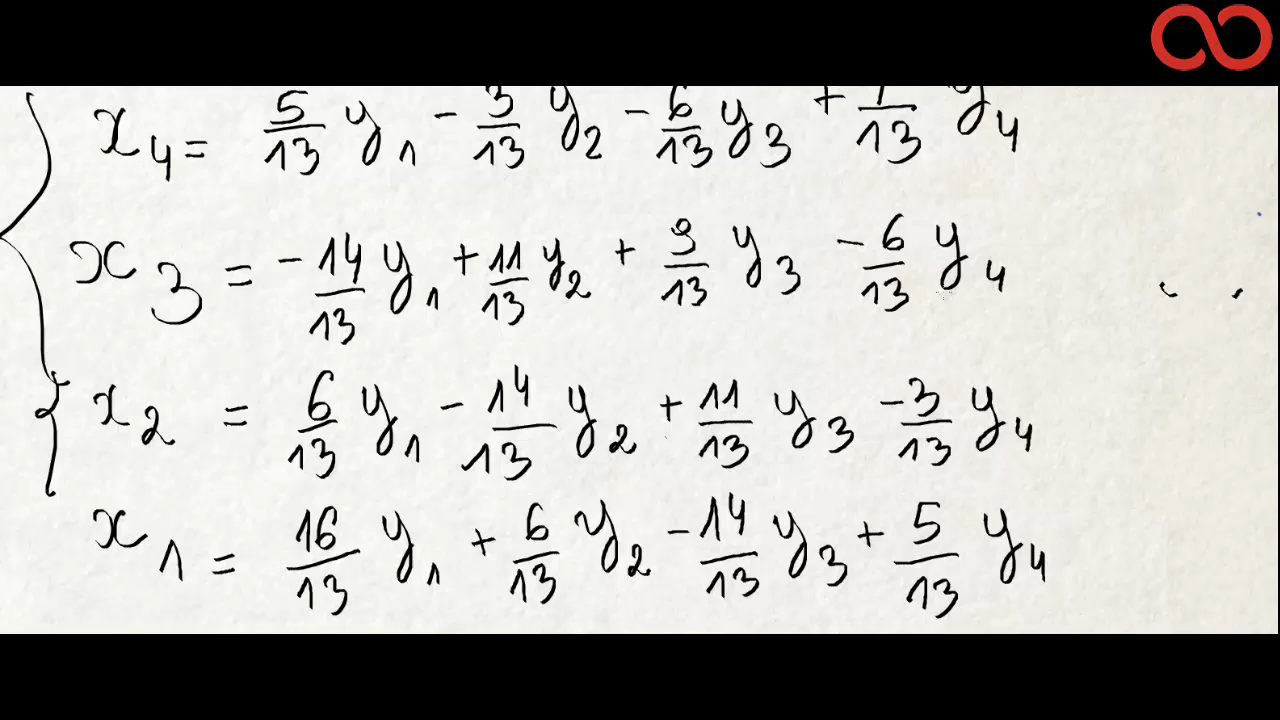 x₄ = 5/13 y₁ - 3/13 y₂ - 6/13 y₃ + /13 y₄
x₃ = -14/13 y₁ + 11/13 y₂ + 9/13 y₃ - 6/13 y₄
x₂ = 6/13 y₁ - 14/13 y₂ + 11/13 y₃ - 3/13 y₄
x₁ = 16/13 y₁ + 6/13 y₂ - 14/13 y₃ + 5/13 y₄